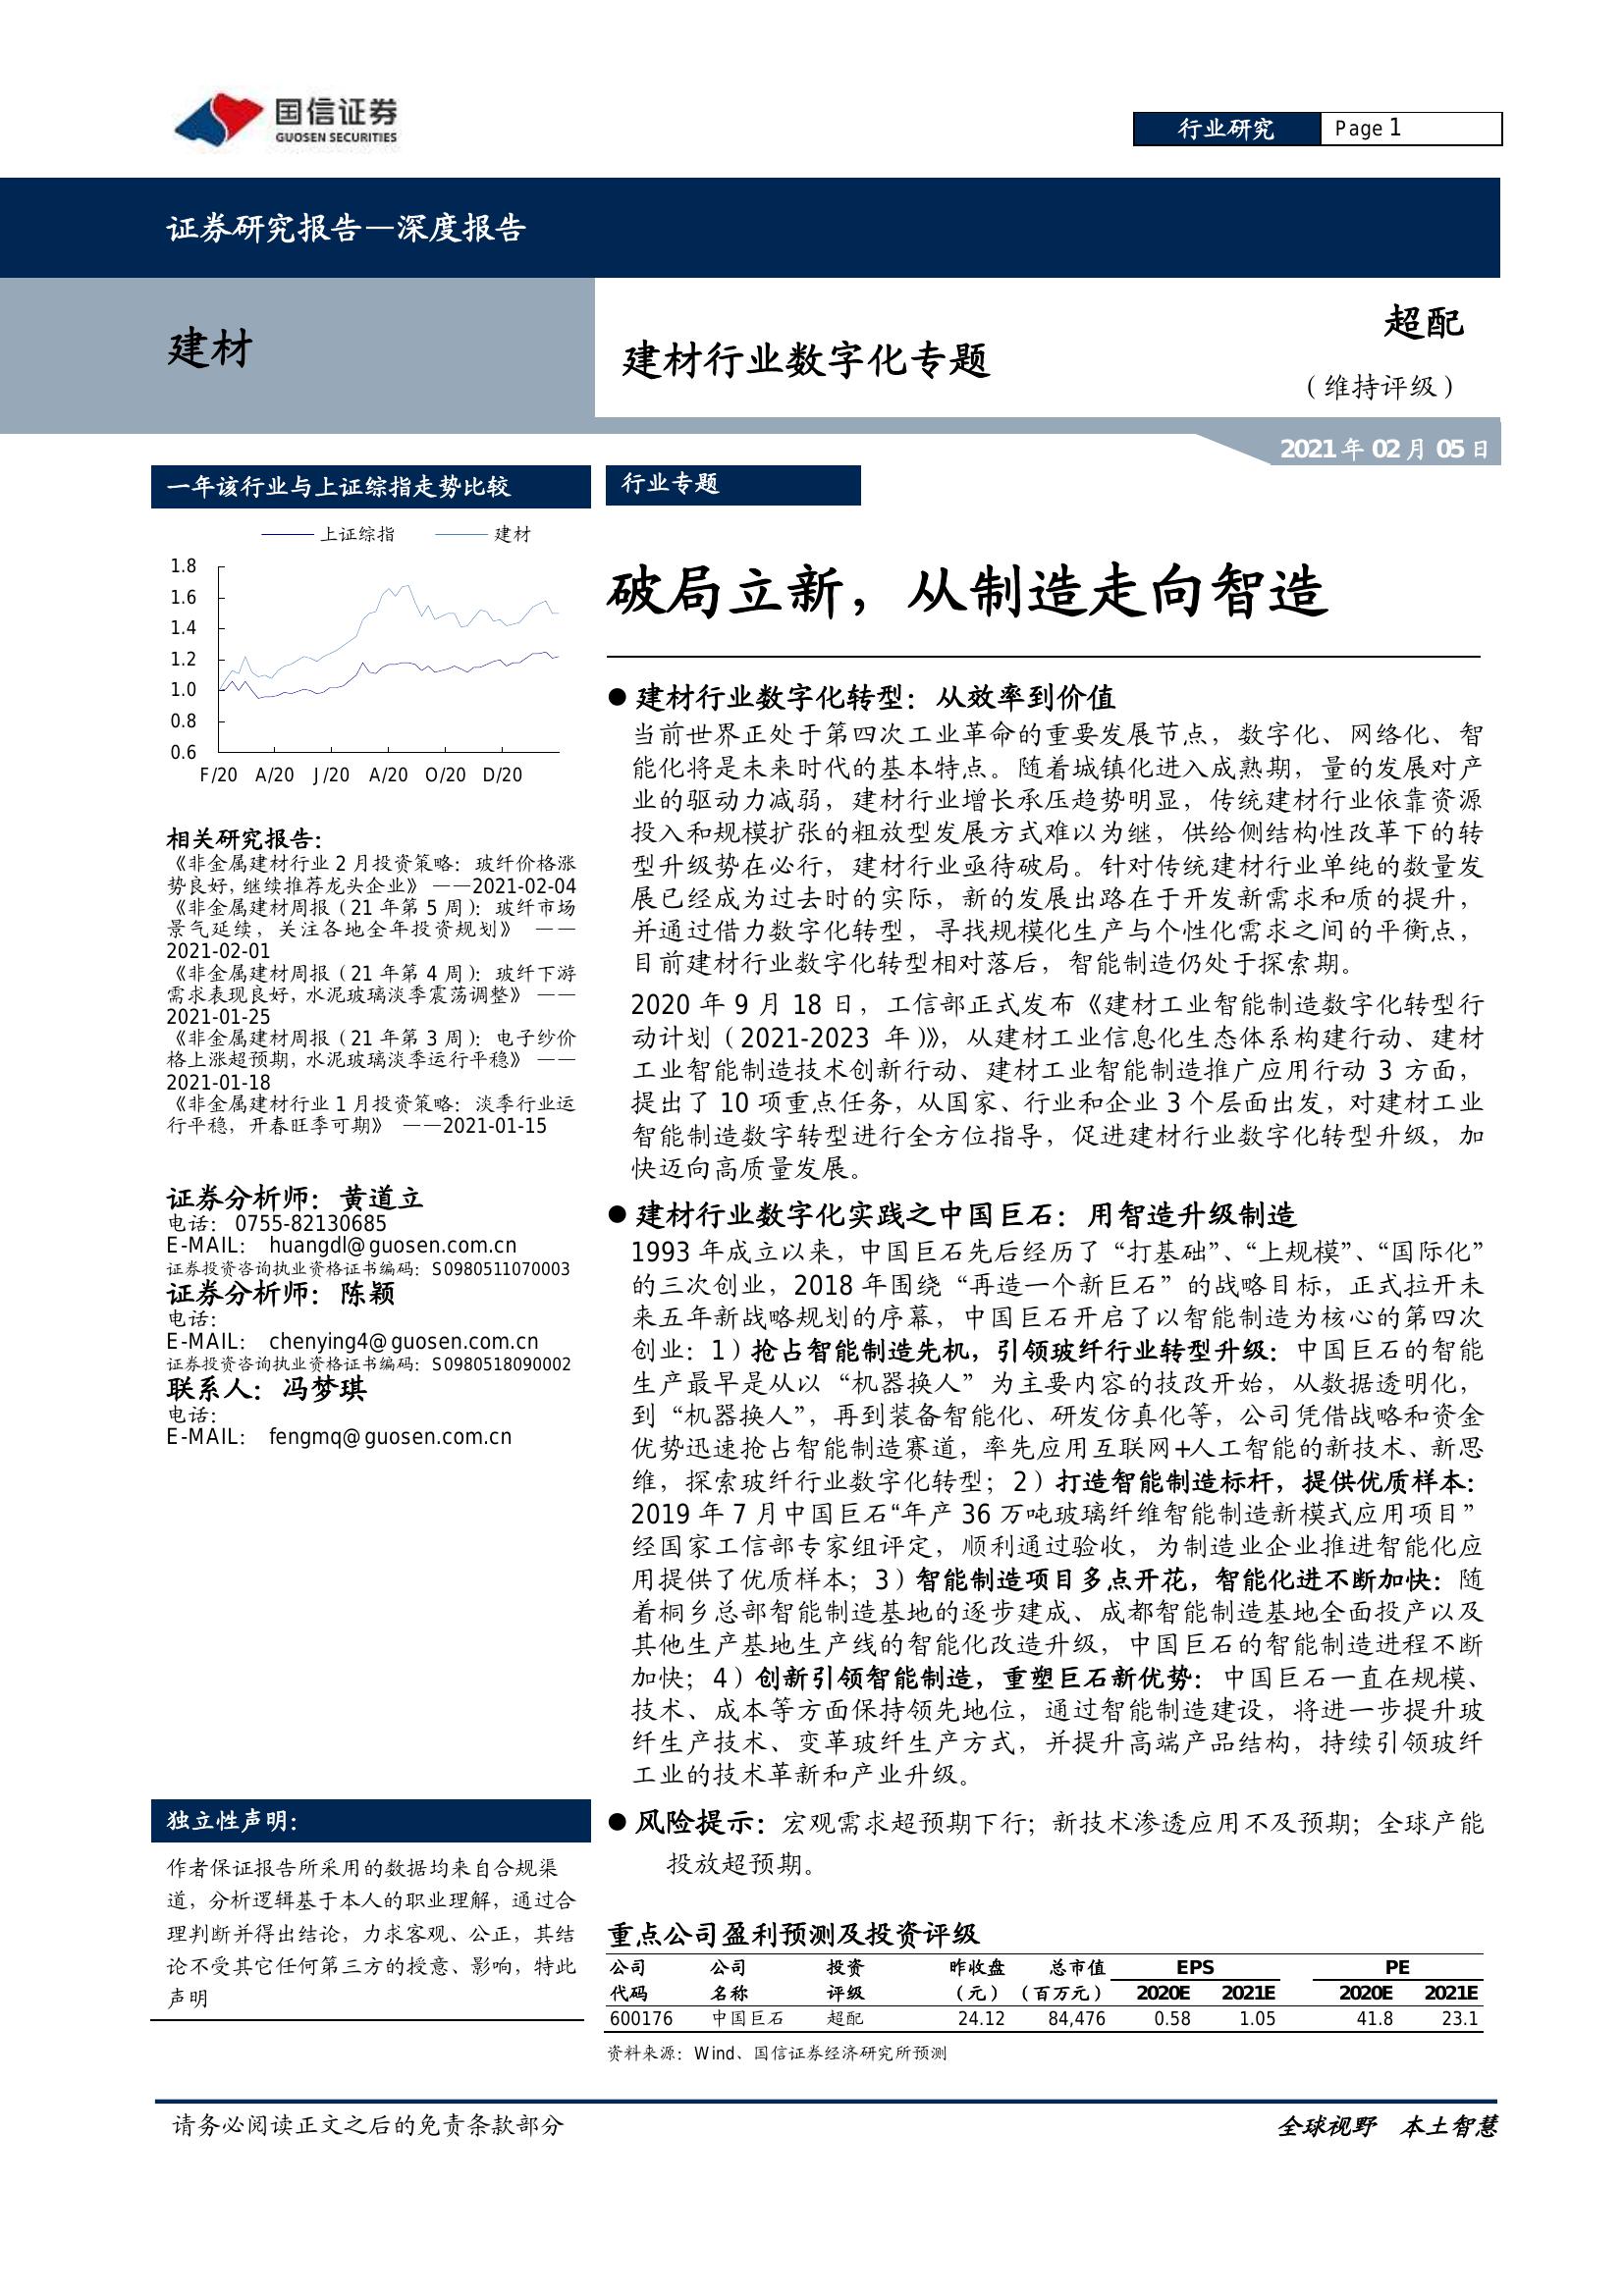 国信证券
GUOSEN SECURITIES
行业研究
Page 1
证券研究报告—深度报告
建材
建材行业数字化专题
超配
（维持评级）
2021 年 02 月 05 日
一年该行业与上证综指走势比较
上证综指 建材
1.8
1.6
1.4
1.2
1.0
0.8
0.6
F/20 A/20 J/20 A/20 O/20 D/20
相关研究报告：
《非金属建材行业 2 月投资策略：玻纤价格涨
势良好，继续推荐龙头企业》 ——2021-02-04
《非金属建材周报（21 年第 5 周）：玻纤市场
景气延续，关注各地全年投资规划》 ——
2021-02-01
《非金属建材周报（21 年第 4 周）：玻纤下游
需求表现良好，水泥玻璃淡季震荡调整》 ——
2021-01-25
《非金属建材周报（21 年第 3 周）：电子纱价
格上涨超预期，水泥玻璃淡季运行平稳》 ——
2021-01-18
《非金属建材行业 1 月投资策略：淡季行业运
行平稳，开春旺季可期》 ——2021-01-15
证券分析师：黄道立
电话： 0755-82130685
E-MAIL： huangdl@guosen.com.cn
证券投资咨询执业资格证书编码：S0980511070003
证券分析师：陈颖
电话：
E-MAIL： chenying4@guosen.com.cn
证券投资咨询执业资格证书编码：S0980518090002
联系人：冯梦琪
电话：
E-MAIL： fengmq@guosen.com.cn
独立性声明：
作者保证报告所采用的数据均来自合规渠
道，分析逻辑基于本人的职业理解，通过合
理判断并得出结论，力求客观、公正，其结
论不受其它任何第三方的授意、影响，特此
声明
行业专题
破局立新，从制造走向智造
● 建材行业数字化转型：从效率到价值
当前世界正处于第四次工业革命的重要发展节点，数字化、网络化、智
能化将是未来时代的基本特点。随着城镇化进入成熟期，量的发展对产
业的驱动力减弱，建材行业增长承压趋势明显，传统建材行业依靠资源
投入和规模扩张的粗放型发展方式难以为继，供给侧结构性改革下的转
型升级势在必行，建材行业亟待破局。针对传统建材行业单纯的数量发
展已经成为过去时的实际，新的发展出路在于开发新需求和质的提升，
并通过借力数字化转型，寻找规模化生产与个性化需求之间的平衡点，
目前建材行业数字化转型相对落后，智能制造仍处于探索期。
2020 年 9 月 18 日，工信部正式发布《建材工业智能制造数字化转型行
动计划（2021-2023 年）》，从建材工业信息化生态体系构建行动、建材
工业智能制造技术创新行动、建材工业智能制造推广应用行动 3 方面，
提出了 10 项重点任务，从国家、行业和企业 3 个层面出发，对建材工业
智能制造数字转型进行全方位指导，促进建材行业数字化转型升级，加
快迈向高质量发展。
● 建材行业数字化实践之中国巨石：用智造升级制造
1993 年成立以来，中国巨石先后经历了“打基础”、“上规模”、“国际化”
的三次创业，2018 年围绕“再造一个新巨石”的战略目标，正式拉开未
来五年新战略规划的序幕，中国巨石开启了以智能制造为核心的第四次
创业：1）抢占智能制造先机，引领玻纤行业转型升级：中国巨石的智能
生产最早是从以“机器换人”为主要内容的技改开始，从数据透明化，
到“机器换人”，再到装备智能化、研发仿真化等，公司凭借战略和资金
优势迅速抢占智能制造赛道，率先应用互联网+人工智能的新技术、新思
维，探索玻纤行业数字化转型；2）打造智能制造标杆，提供优质样本：
2019 年 7 月中国巨石“年产 36 万吨玻璃纤维智能制造新模式应用项目”
经国家工信部专家组评定，顺利通过验收，为制造业企业推进智能化应
用提供了优质样本；3）智能制造项目多点开花，智能化进不断加快：随
着桐乡总部智能制造基地的逐步建成、成都智能制造基地全面投产以及
其他生产基地生产线的智能化改造升级，中国巨石的智能制造进程不断
加快；4）创新引领智能制造，重塑巨石新优势：中国巨石一直在规模、
技术、成本等方面保持领先地位，通过智能制造建设，将进一步提升玻
纤生产技术、变革玻纤生产方式，并提升高端产品结构，持续引领玻纤
工业的技术革新和产业升级。
● 风险提示：宏观需求超预期下行；新技术渗透应用不及预期；全球产能
投放超预期。
重点公司盈利预测及投资评级
公司 公司 投资 昨收盘 总市值 EPS PE
代码 名称 评级 （元） （百万元） 2020E 2021E 2020E 2021E
600176 中国巨石 超配 24.12 84,476 0.58 1.05 41.8 23.1
资料来源：Wind、国信证券经济研究所预测
请务必阅读正文之后的免责条款部分
全球视野 本土智慧